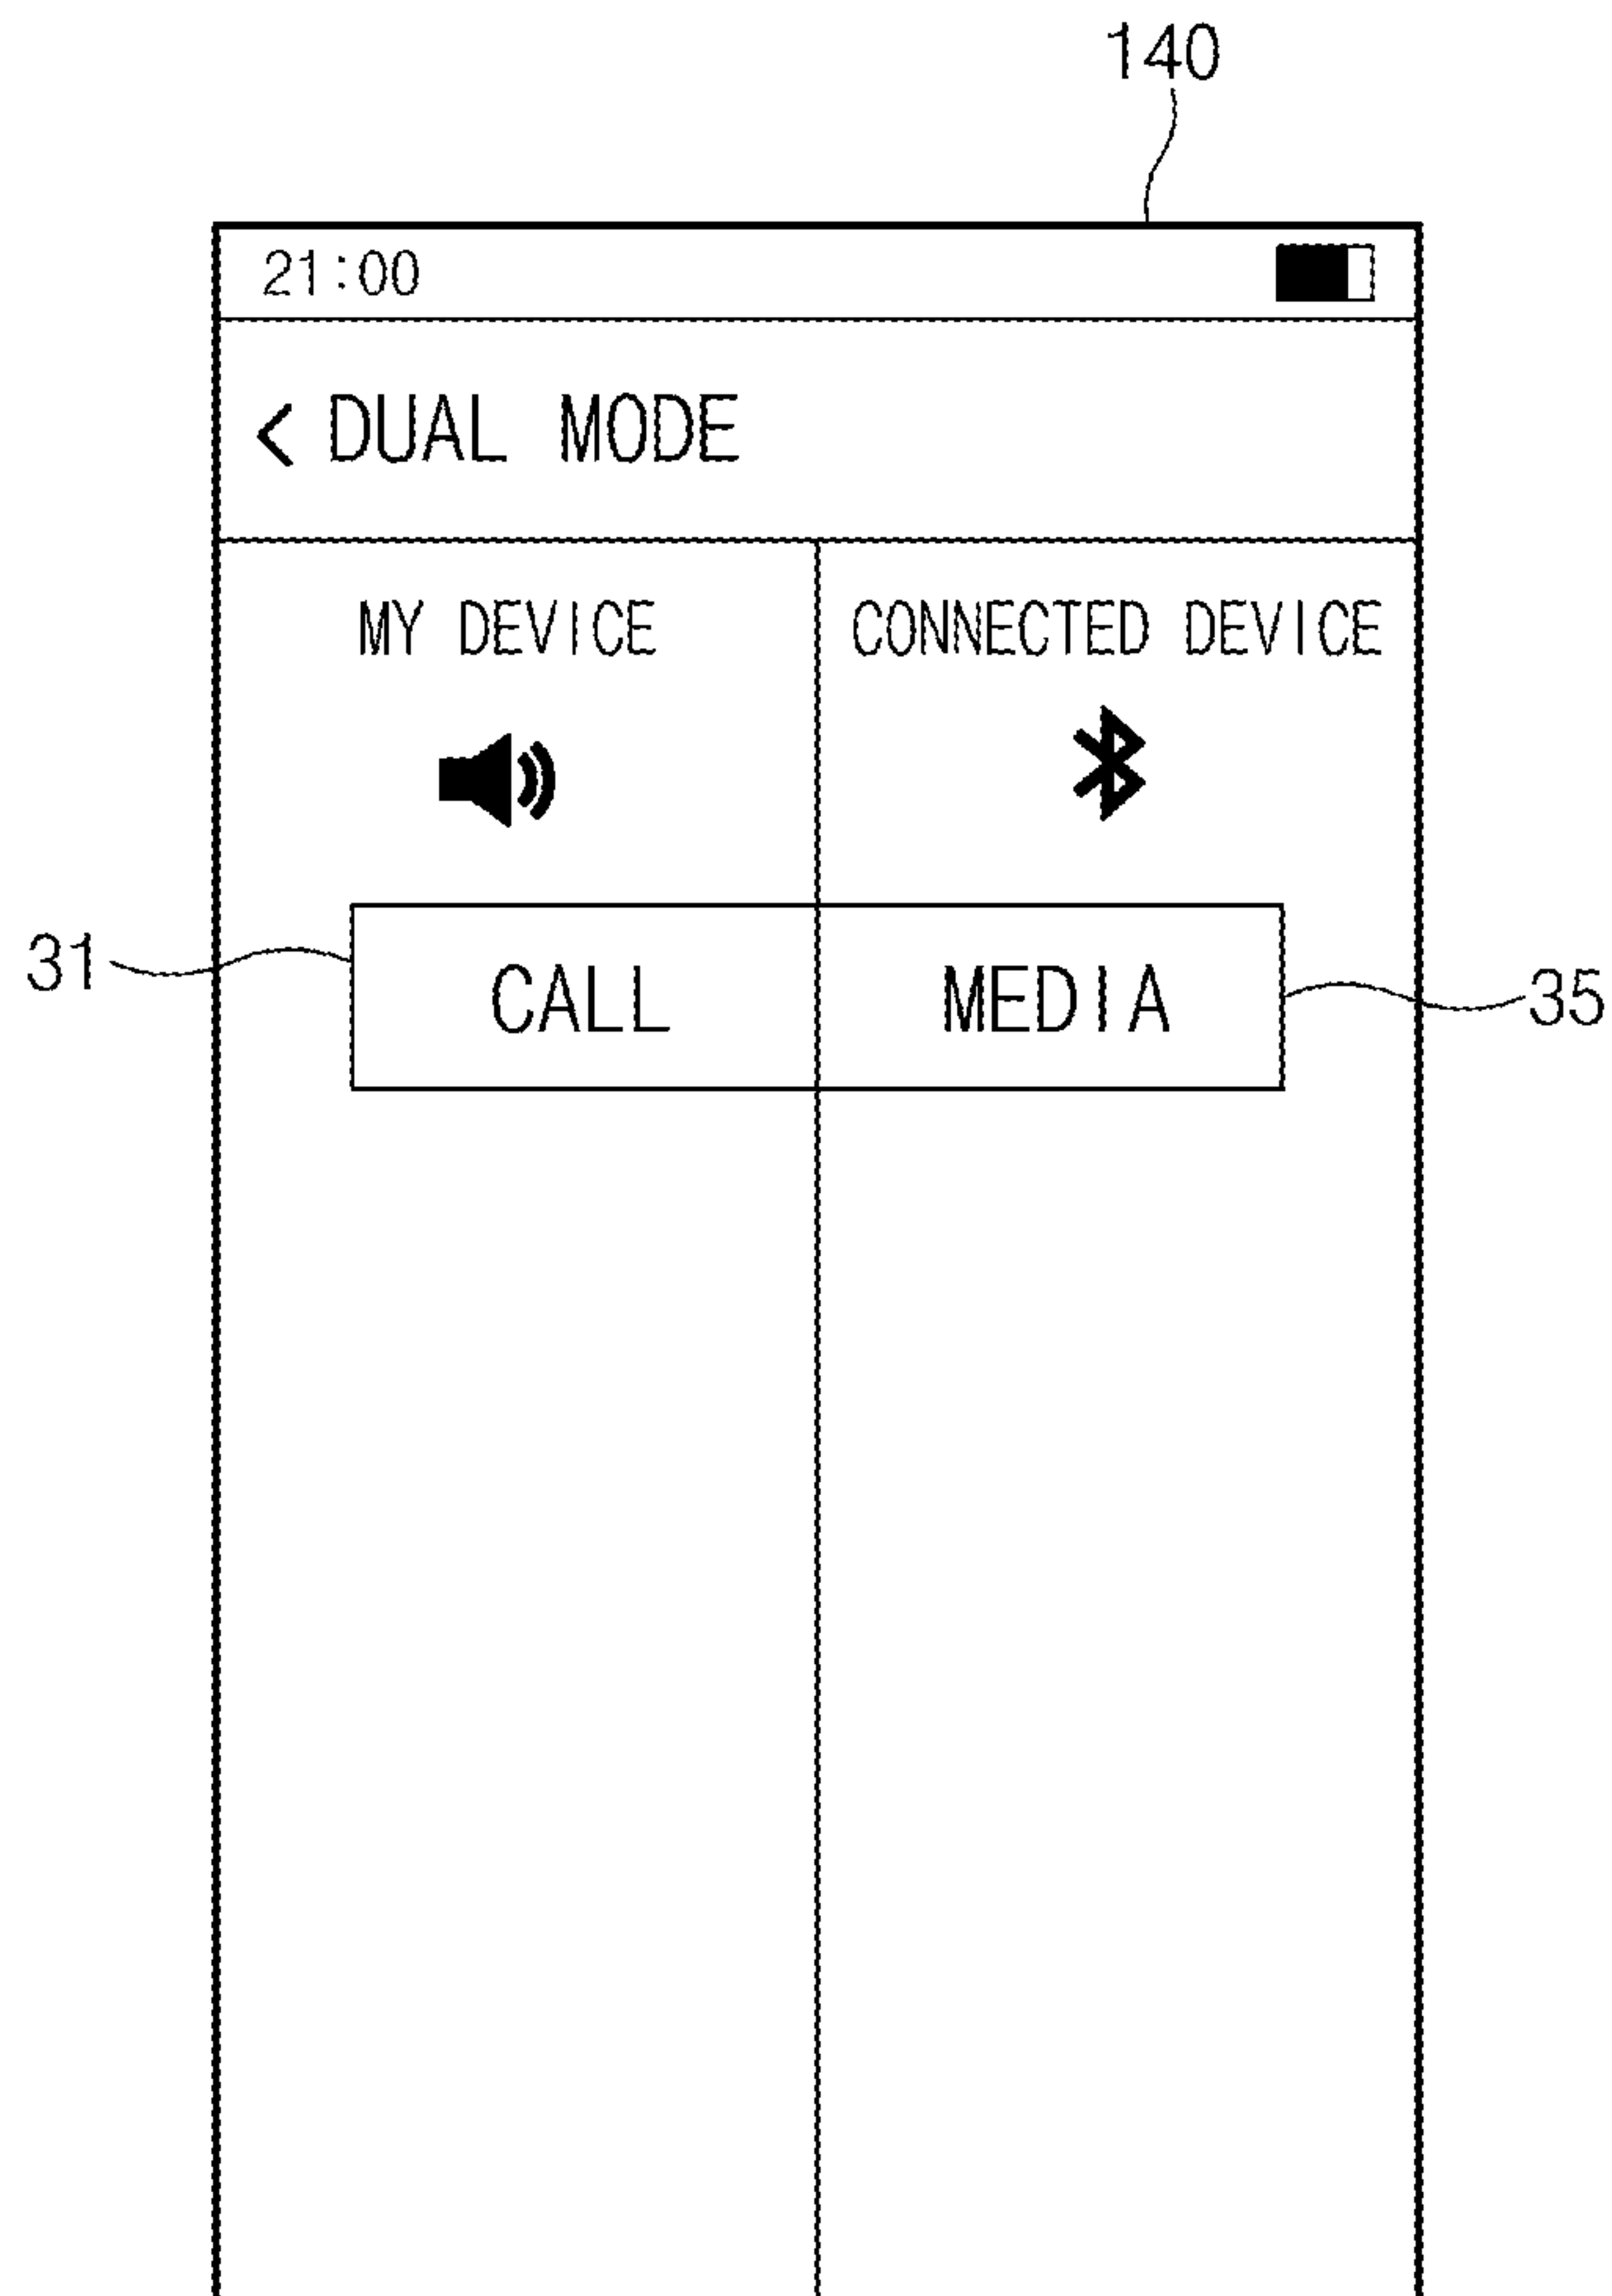 140
21:00
< DUAL MODE
MY DEVICE
CONNECTED DEVICE
31
CALL
MEDIA
35